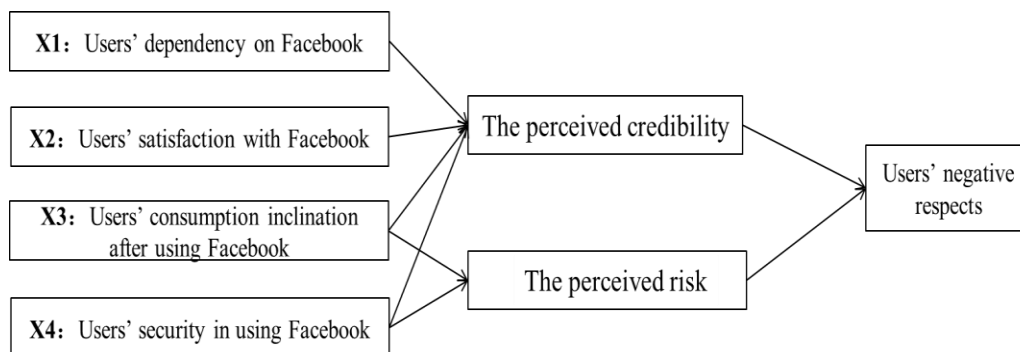 X1：Users’ dependency on Facebook
X2：Users’ satisfaction with Facebook
X3：Users’ consumption inclination
after using Facebook
X4：Users’ security in using Facebook
The perceived credibility
The perceived risk
Users’ negative
respects